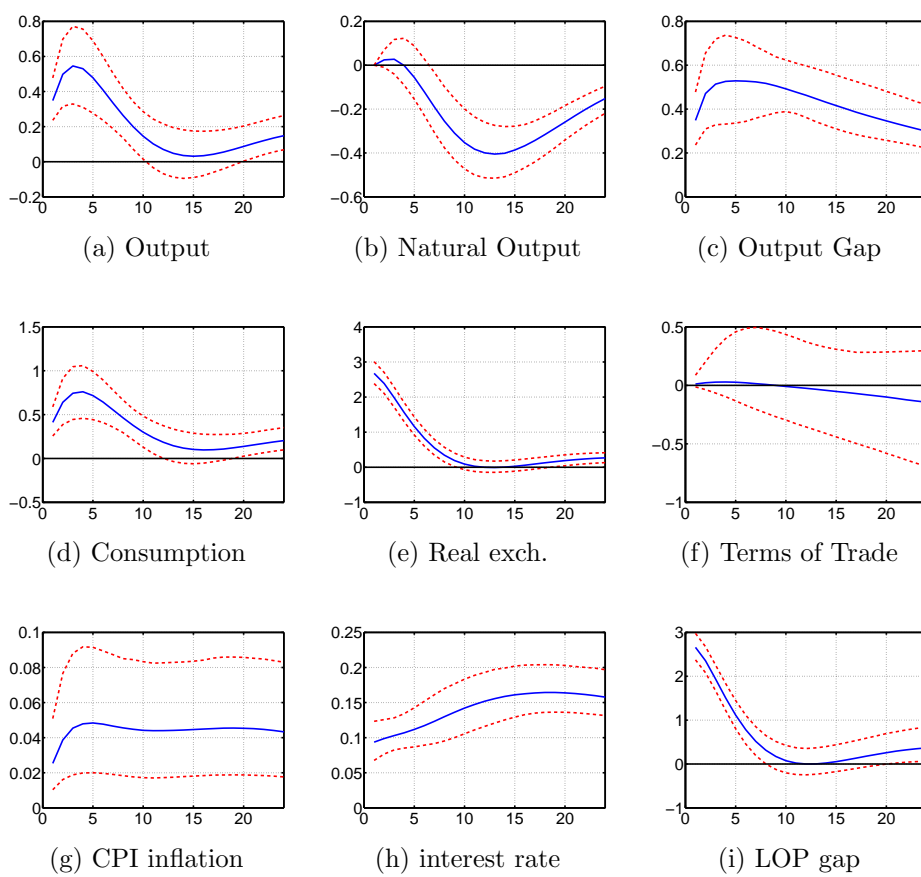 0.8
0.6
0.4
0.2
0
−0.2
0 5 10 15 20
(a) Output
0.2
0
−0.2
−0.4
−0.6
0 5 10 15 20
(b) Natural Output
0.8
0.6
0.4
0.2
0
0 5 10 15 20
(c) Output Gap
1.5
1
0.5
0
−0.5
0 5 10 15 20
(d) Consumption
4
3
2
1
0
−1
0 5 10 15 20
(e) Real exch.
0.5
0
−0.5
−1
0 5 10 15 20
(f) Terms of Trade
0.1
0.08
0.06
0.04
0.02
0
0 5 10 15 20
(g) CPI inflation
0.25
0.2
0.15
0.1
0.05
0
0 5 10 15 20
(h) interest rate
3
2
1
0
−1
0 5 10 15 20
(i) LOP gap